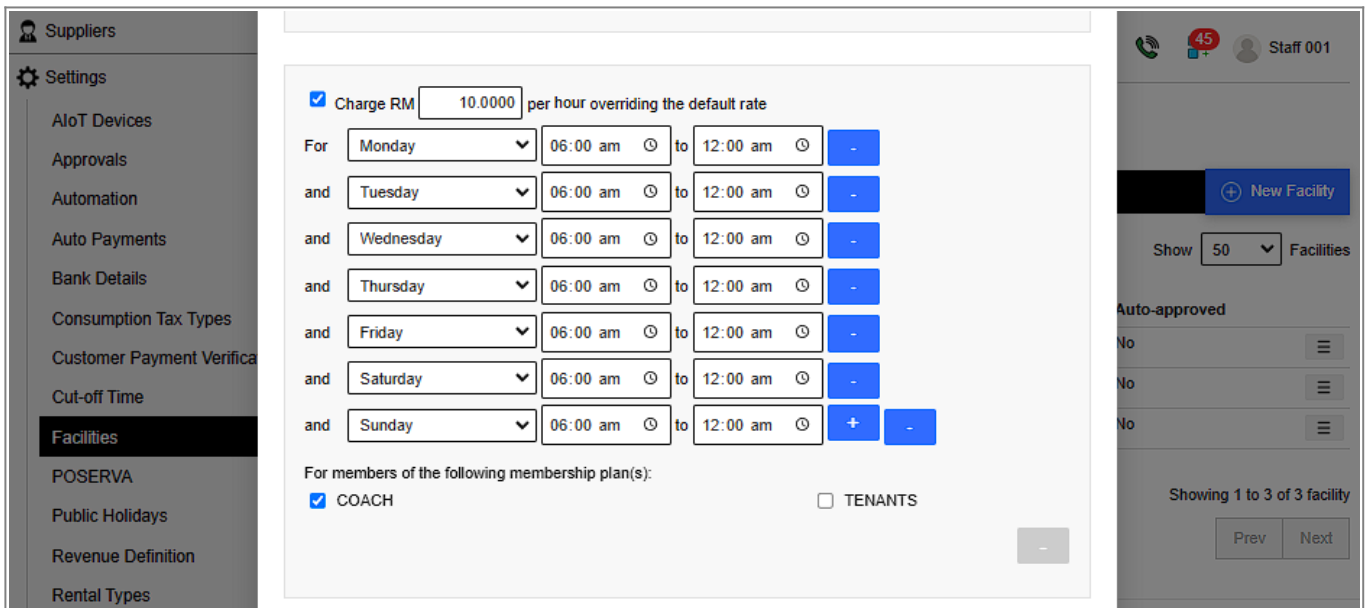 Suppliers
45
Staff 001
Settings
AIoT Devices
Approvals
Automation
Auto Payments
Bank Details
Consumption Tax Types
Customer Payment Verifica
Cut-off Time
Facilities
POSERVA
Public Holidays
Revenue Definition
Rental Types
Charge RM 10.0000 per hour overriding the default rate
For Monday 06:00 am to 12:00 am -
and Tuesday 06:00 am to 12:00 am -
and Wednesday 06:00 am to 12:00 am -
and Thursday 06:00 am to 12:00 am -
and Friday 06:00 am to 12:00 am -
and Saturday 06:00 am to 12:00 am -
and Sunday 06:00 am to 12:00 am + -
For members of the following membership plan(s):
COACH TENANTS
-
New Facility
Show 50 Facilities
Auto-approved
No
No
No
Showing 1 to 3 of 3 facility
Prev Next